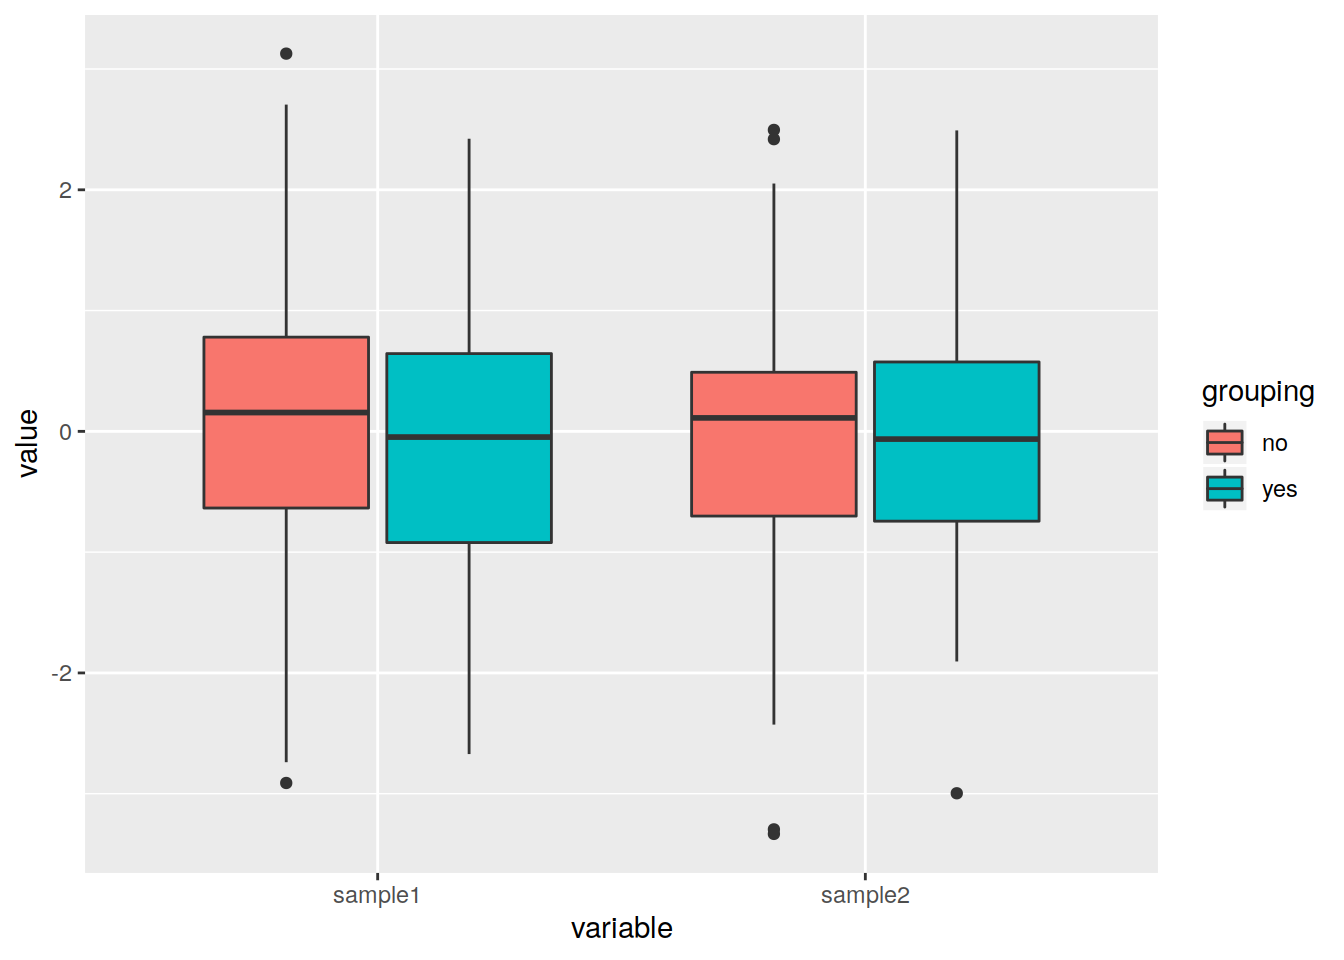 value
2
0
-2
sample1
sample2
variable
grouping
no
yes